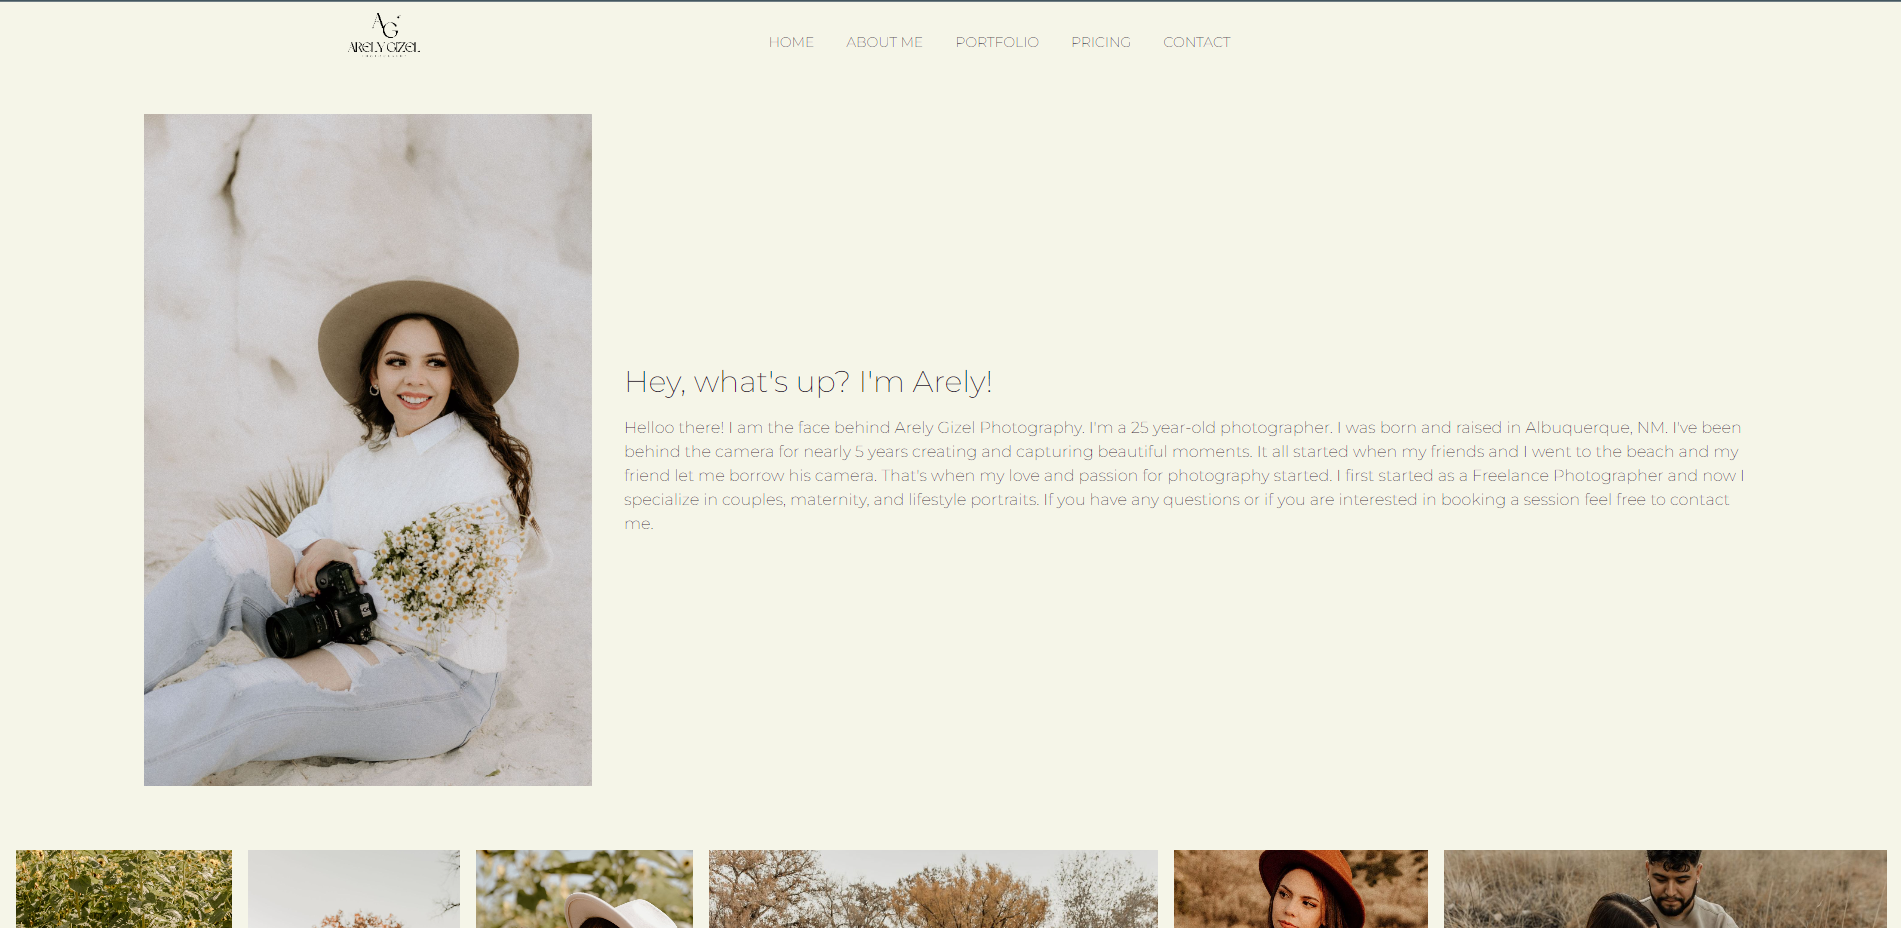 AG
ARELY GIZEL
HOME ABOUT ME PORTFOLIO PRICING CONTACT
Hey, what's up? I'm Arely!
Helloo there! I am the face behind Arely Gizel Photography. I'm a 25 year-old photographer. I was born and raised in Albuquerque, NM. I've been
behind the camera for nearly 5 years creating and capturing beautiful moments. It all started when my friends and I went to the beach and my
friend let me borrow his camera. That's when my love and passion for photography started. I first started as a Freelance Photographer and now I
specialize in couples, maternity, and lifestyle portraits. If you have any questions or if you are interested in booking a session feel free to contact
me.